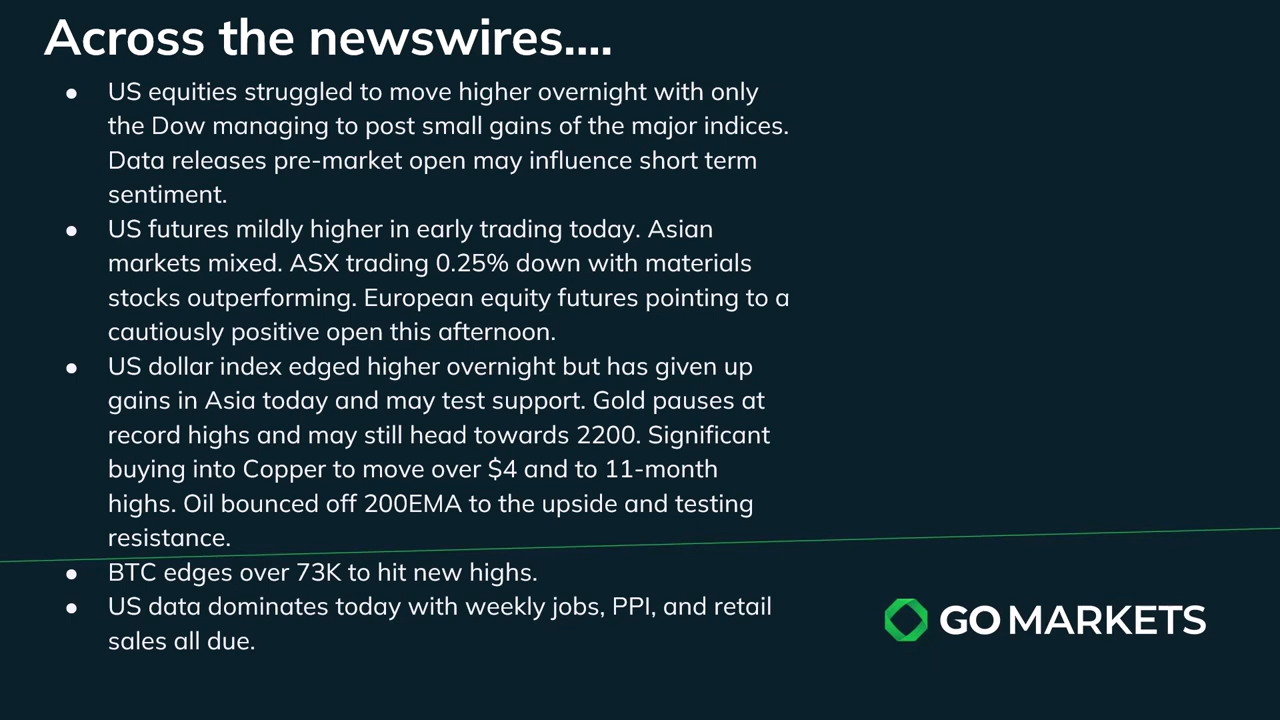 Across the newswires....
● US equities struggled to move higher overnight with only
the Dow managing to post small gains of the major indices.
Data releases pre-market open may influence short term
sentiment.
● US futures mildly higher in early trading today. Asian
markets mixed. ASX trading 0.25% down with materials
stocks outperforming. European equity futures pointing to a
cautiously positive open this afternoon.
● US dollar index edged higher overnight but has given up
gains in Asia today and may test support. Gold pauses at
record highs and may still head towards 2200. Significant
buying into Copper to move over $4 and to 11-month
highs. Oil bounced off 200EMA to the upside and testing
resistance.
● BTC edges over 73K to hit new highs.
● US data dominates today with weekly jobs, PPI, and retail
sales all due.
GO MARKETS